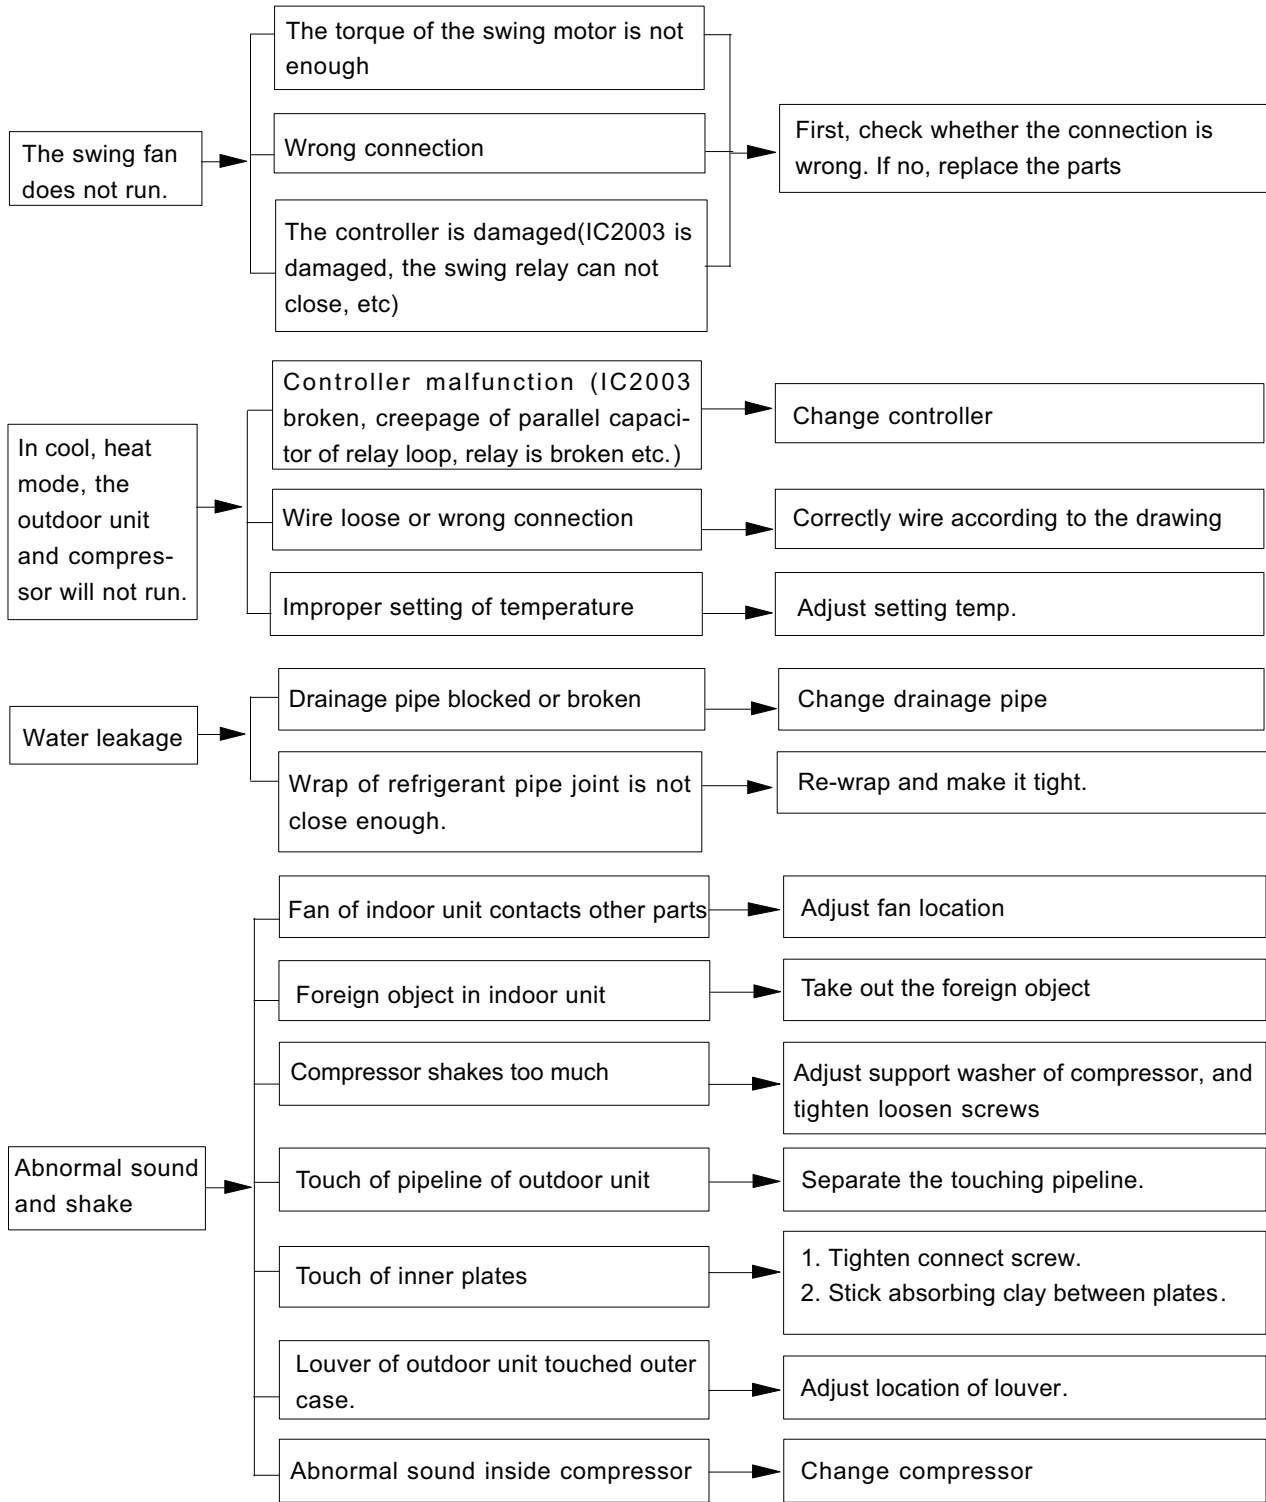 The swing fan
does not run.
The torque of the swing motor is not
enough
Wrong connection
The controller is damaged(IC2003 is
damaged, the swing relay can not
close, etc)
First, check whether the connection is
wrong. If no, replace the parts
In cool, heat
mode, the
outdoor unit
and compres-
sor will not run.
Controller malfunction (IC2003
broken, creepage of parallel capaci-
tor of relay loop, relay is broken etc.)
Change controller
Wire loose or wrong connection
Correctly wire according to the drawing
Improper setting of temperature
Adjust setting temp.
Water leakage
Drainage pipe blocked or broken
Change drainage pipe
Wrap of refrigerant pipe joint is not
close enough.
Re-wrap and make it tight.
Abnormal sound
and shake
Fan of indoor unit contacts other parts
Adjust fan location
Foreign object in indoor unit
Take out the foreign object
Compressor shakes too much
Adjust support washer of compressor, and
tighten loosen screws
Touch of pipeline of outdoor unit
Separate the touching pipeline.
Touch of inner plates
1. Tighten connect screw.
2. Stick absorbing clay between plates.
Louver of outdoor unit touched outer
case.
Adjust location of louver.
Abnormal sound inside compressor
Change compressor